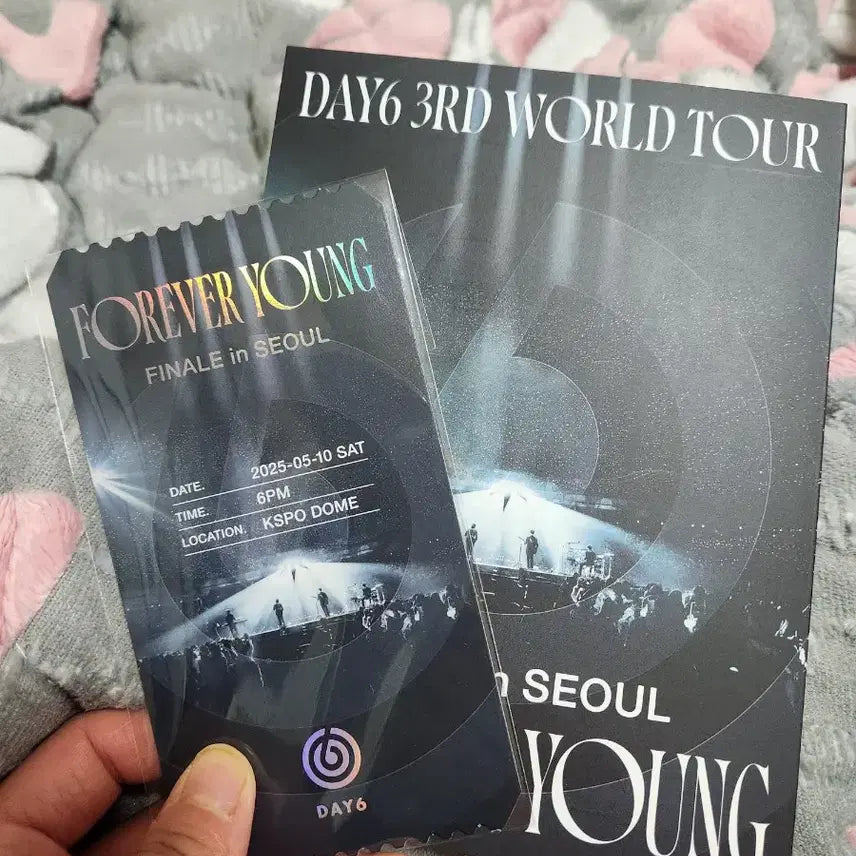 DAY6 3RD WORLD TOUR
FOREVER YOUNG
FINALE in SEOUL
DATE. 2025-05-10 SAT
TIME. 6PM
LOCATION. KSPO DOME
DAY6
n SEOUL
YOUNG